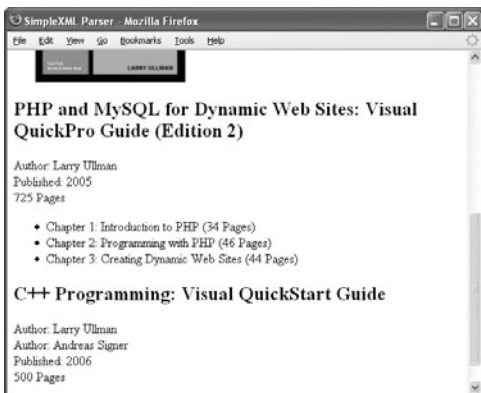 SimpleXML Parser - Mozilla Firefox
File Edit View Go Bookmarks Tools Help
LARRY ULLMAN
PHP and MySQL for Dynamic Web Sites: Visual
QuickPro Guide (Edition 2)
Author: Larry Ullman
Published: 2005
725 Pages
• Chapter 1: Introduction to PHP (34 Pages)
• Chapter 2: Programming with PHP (46 Pages)
• Chapter 3: Creating Dynamic Web Sites (44 Pages)
C++ Programming: Visual QuickStart Guide
Author: Larry Ullman
Author: Andreas Signer
Published: 2006
500 Pages